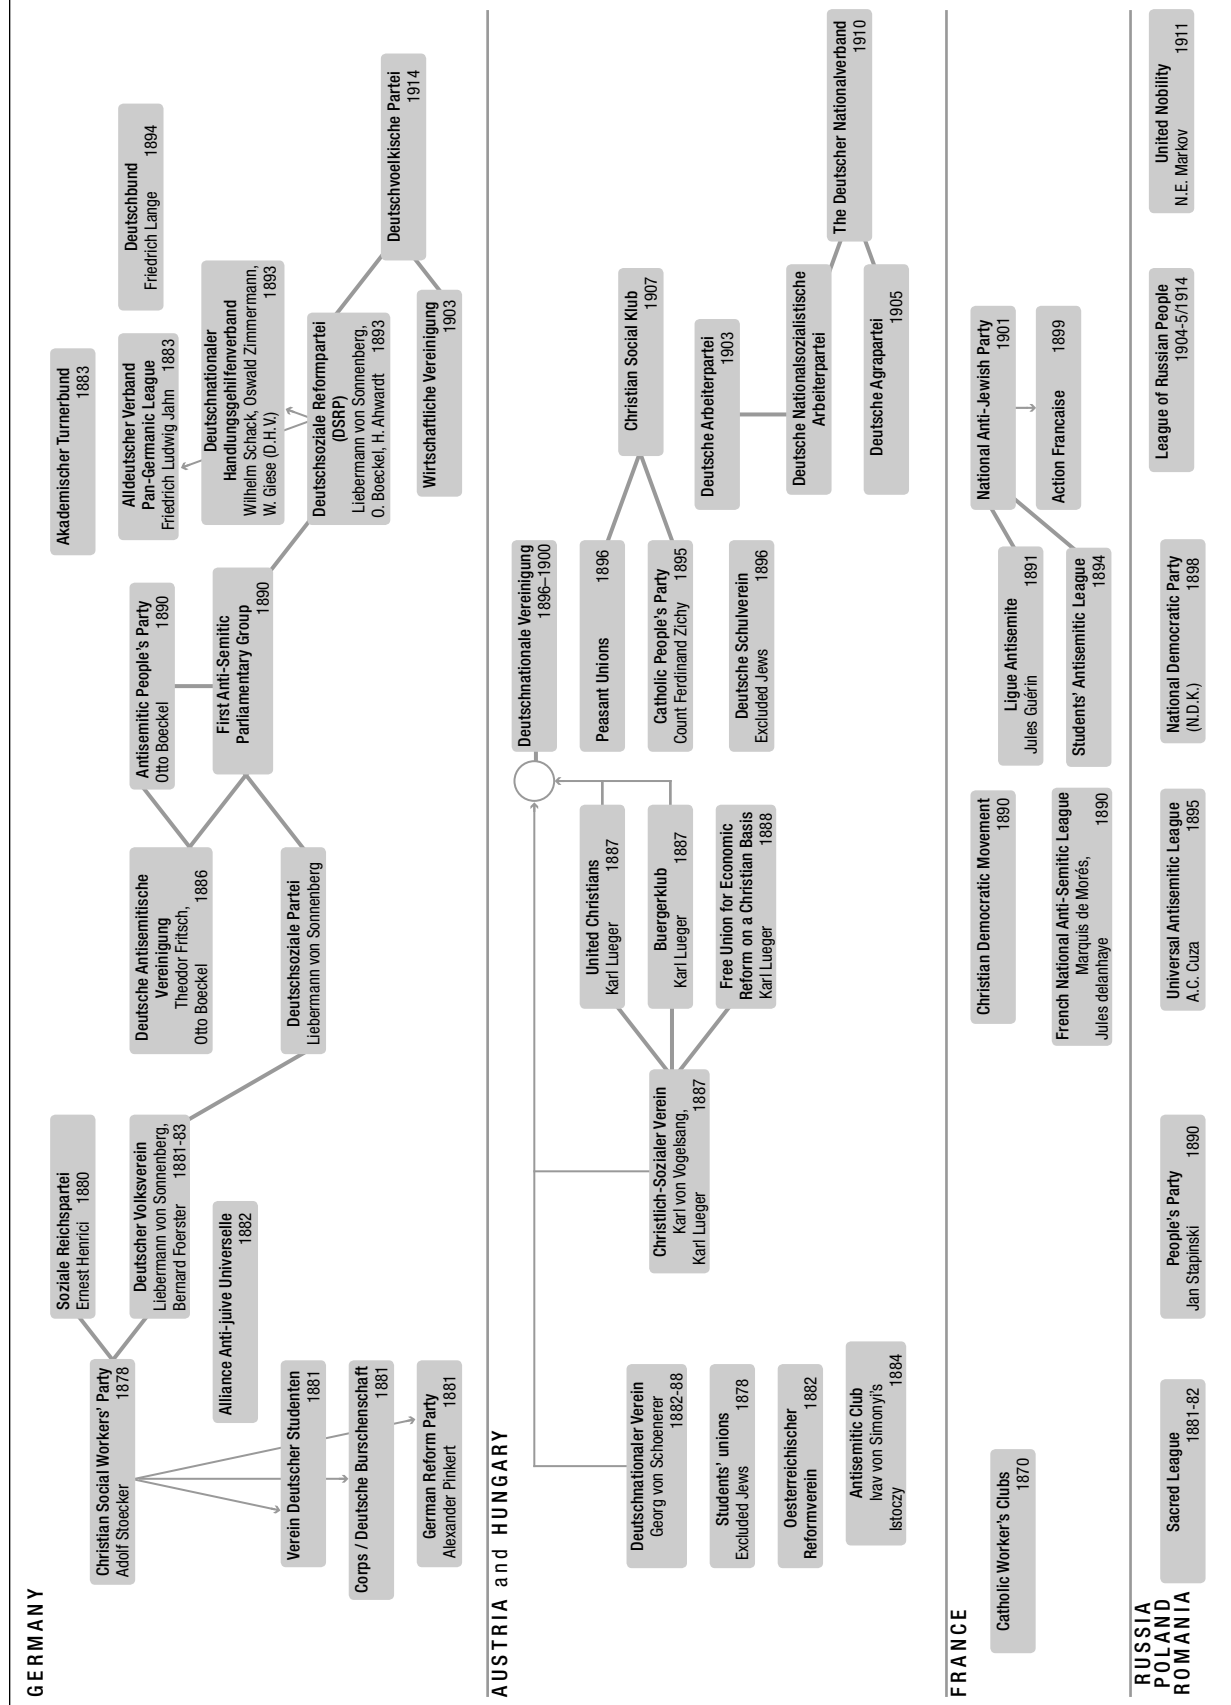 GERMANY
Christian Social Workers' Party
Adolf Stoecker 1878
Soziale Reichspartei
Ernest Henrici 1880
Deutscher Volksverein
Liebermann von Sonnenberg,
Bernard Foerster 1881-83
Alliance Anti-juive Universelle
1882
Verein Deutscher Studenten
1881
Corps / Deutsche Burschenschaft
1881
German Reform Party
Alexander Pinkert 1881
Deutsche Antisemitische
Vereinigung
Theodor Fritsch,
Otto Boeckel 1886
Deutschsoziale Partei
Liebermann von Sonnenberg
Antisemitic People's Party
Otto Boeckel 1890
First Anti-Semitic
Parliamentary Group
1890
Akademischer Turnerbund
1883
Alldeutscher Verband
Pan-Germanic League
Friedrich Ludwig Jahn 1883
Deutschnationaler
Handlungsgehilfenverband
Wilhelm Schack, Oswald Zimmermann,
W. Giese (D.H.V.) 1893
Deutschsoziale Reformpartei
(DSRP)
Liebermann von Sonnenberg,
O. Boeckel, H. Ahwardt 1893
Wirtschaftliche Vereinigung
1903
Deutschbund
Friedrich Lange 1894
Deutschvoelkische Partei
1914
AUSTRIA and HUNGARY
Deutschnationaler Verein
Georg von Schoenerer
1882-88
Students' unions 1878
Excluded Jews
Oesterreichischer
Reformverein 1882
Antisemitic Club
Ivav von Simonyi's
Istoczy 1884
Christlich-Sozialer Verein
Karl von Vogelsang,
Karl Lueger 1887
United Christians
Karl Lueger 1887
Buergerklub
Karl Lueger 1887
Free Union for Economic
Reform on a Christian Basis
Karl Lueger 1888
Deutschnationale Vereinigung
1896–1900
Peasant Unions 1896
Catholic People's Party
Count Ferdinand Zichy 1895
Deutsche Schulverein
Excluded Jews 1896
Christian Social Klub
1907
Deutsche Arbeiterpartei
1903
Deutsche Nationalsozialistische
Arbeiterpartei
Deutsche Agrapartei
1905
The Deutscher Nationalverband
1910
FRANCE
Catholic Worker's Clubs
1870
Christian Democratic Movement
1890
French National Anti-Semitic League
Marquis de Morés,
Jules delanhaye 1890
Ligue Antisemite
Jules Guérin 1891
Students' Antisemitic League
1894
National Anti-Jewish Party
1901
Action Francaise 1899
RUSSIA
POLAND
ROMANIA
Sacred League
1881-82
People's Party
Jan Stapinski 1890
Universal Antisemitic League
A.C. Cuza 1895
National Democratic Party
(N.D.K.) 1898
League of Russian People
1904-5/1914
United Nobility
N.E. Markov 1911